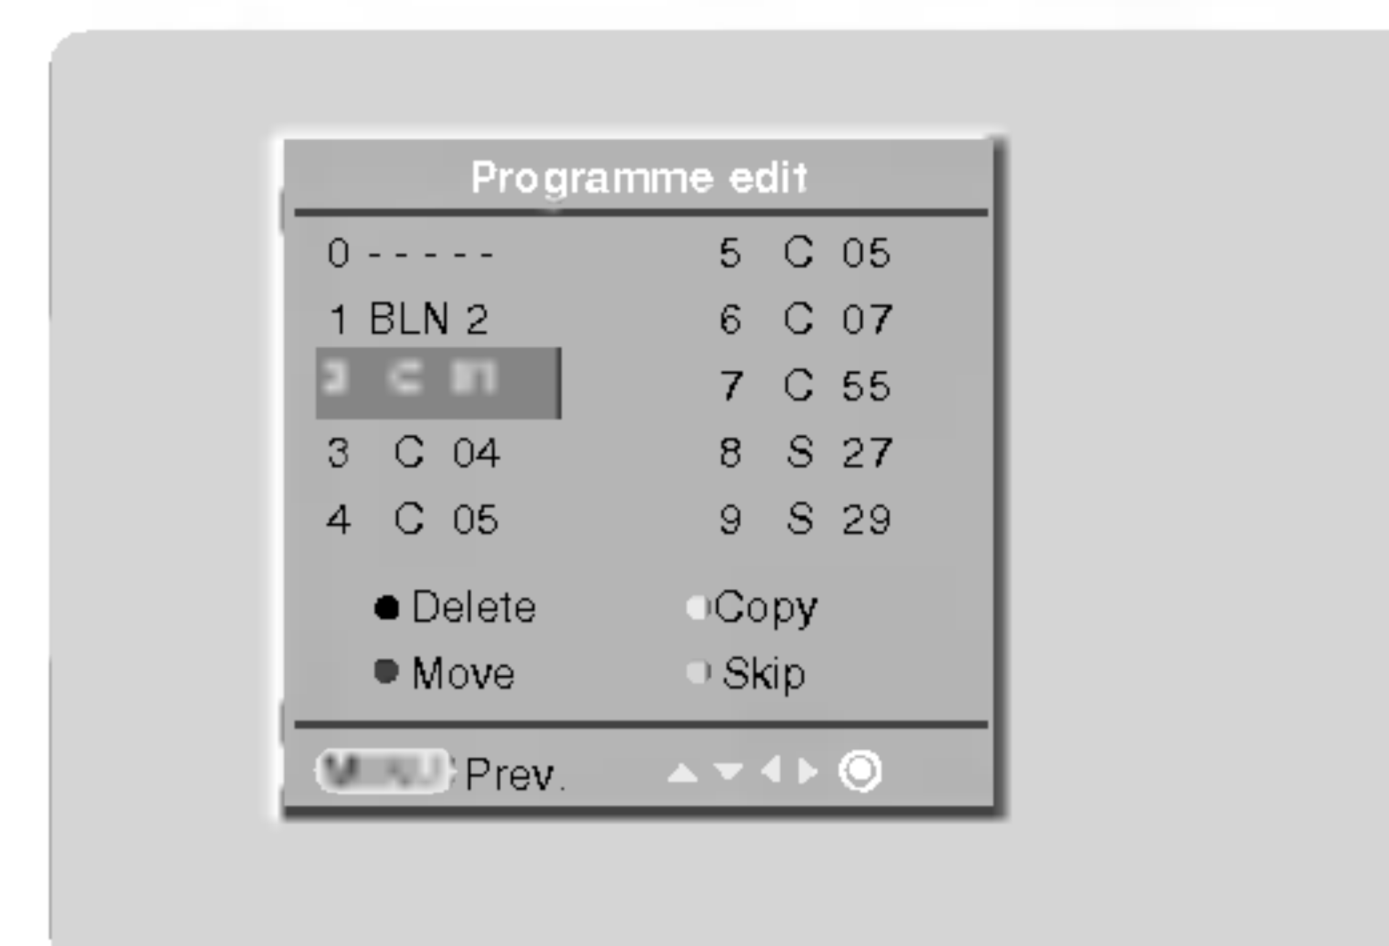 Programme edit
0 - - - - -
1 BLN 2
C
3 C 04
4 C 05
5 C 05
6 C 07
7 C 55
8 S 27
9 S 29
Delete
Move
Copy
Skip
MENU Prev.